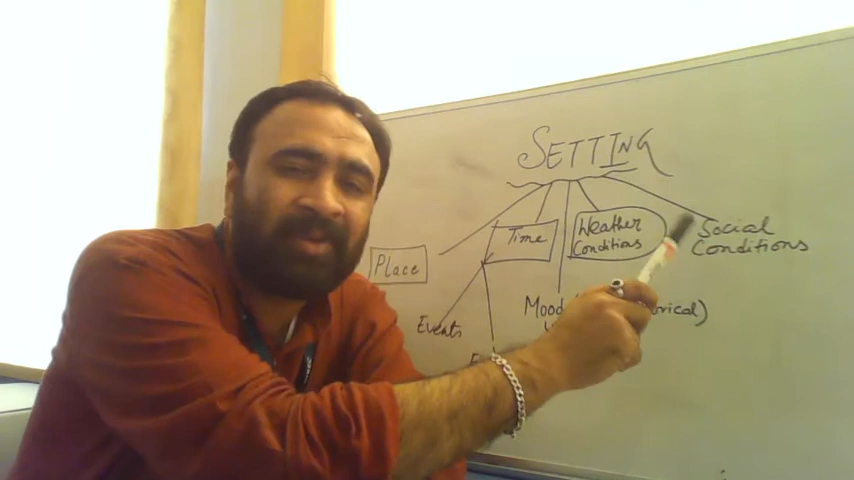 SETTING
Place
Time
Weather
Conditions
Social
Conditions
Events
Mood